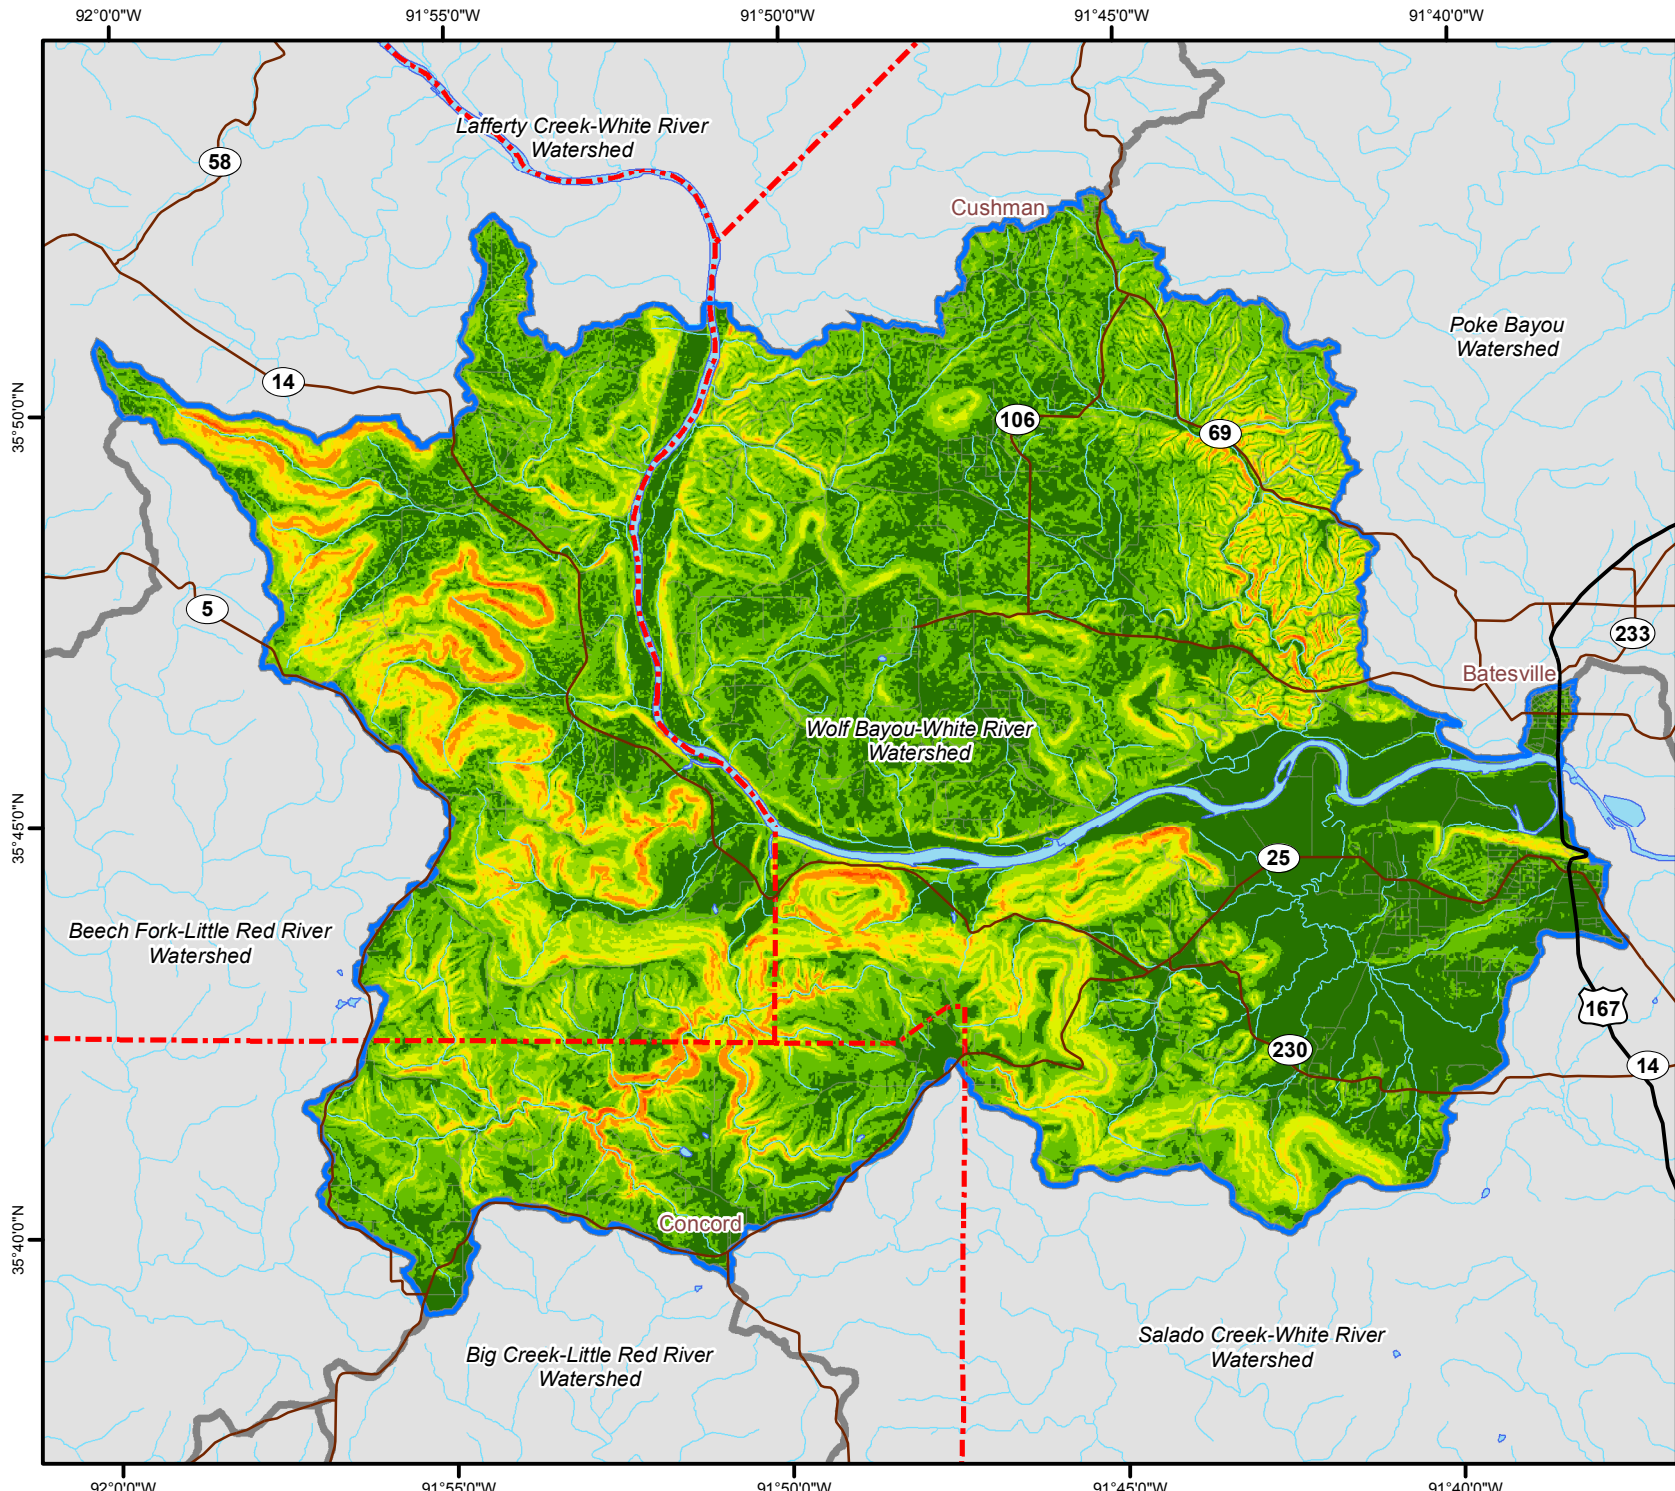 92°0'0"W
91°55'0"W
91°50'0"W
91°45'0"W
91°40'0"W
Lafferty Creek-White River
Watershed
58
Cushman
Poke Bayou
Watershed
14
35°50'0"N
106
69
5
233
Batesville
Wolf Bayou-White River
Watershed
35°45'0"N
25
Beech Fork-Little Red River
Watershed
167
230
14
Concord
35°40'0"N
Salado Creek-White River
Watershed
Big Creek-Little Red River
Watershed
92°0'0"W
91°55'0"W
91°50'0"W
91°45'0"W
91°40'0"W